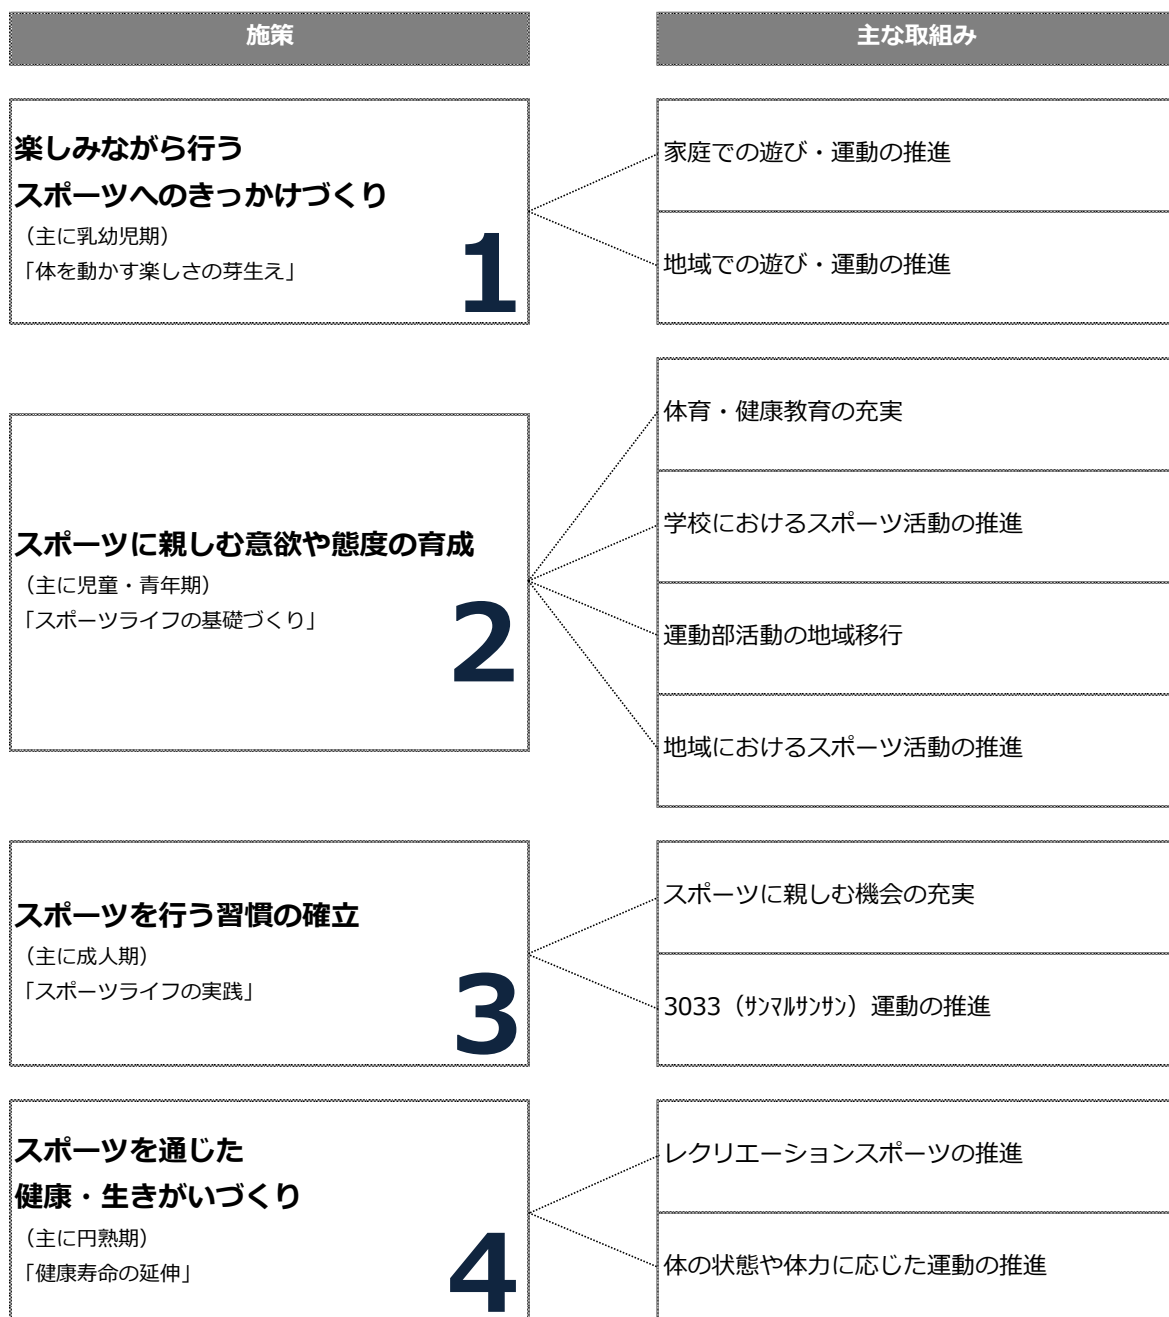 施策
主な取組み
楽しみながら行う
スポーツへのきっかけづくり
（主に乳幼児期）
「体を動かす楽しさの芽生え」
1
家庭での遊び・運動の推進
地域での遊び・運動の推進
スポーツに親しむ意欲や態度の育成
（主に児童・青年期）
「スポーツライフの基礎づくり」
2
体育・健康教育の充実
学校におけるスポーツ活動の推進
運動部活動の地域移行
地域におけるスポーツ活動の推進
スポーツを行う習慣の確立
（主に成人期）
「スポーツライフの実践」
3
スポーツに親しむ機会の充実
3033（ｻﾝﾏﾙｻﾝｻﾝ）運動の推進
スポーツを通じた
健康・生きがいづくり
（主に円熟期）
「健康寿命の延伸」
4
レクリエーションスポーツの推進
体の状態や体力に応じた運動の推進